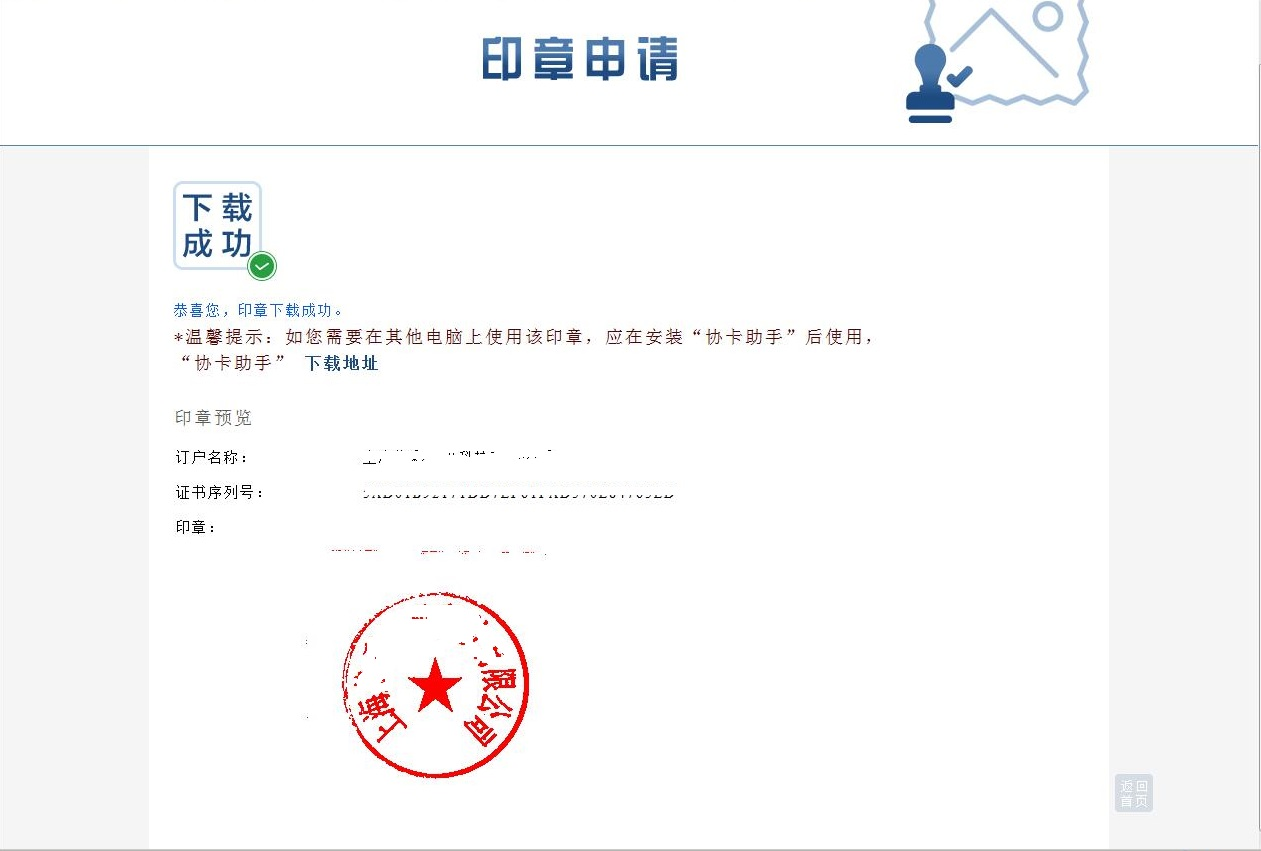 印章申请
下载
成功
恭喜您，印章下载成功。
*温馨提示：如您需要在其他电脑上使用该印章，应在安装“协卡助手”后使用，
“协卡助手” 下载地址
印章预览
订户名称：
证书序列号：
印章：
上海
限公司
返回
首页